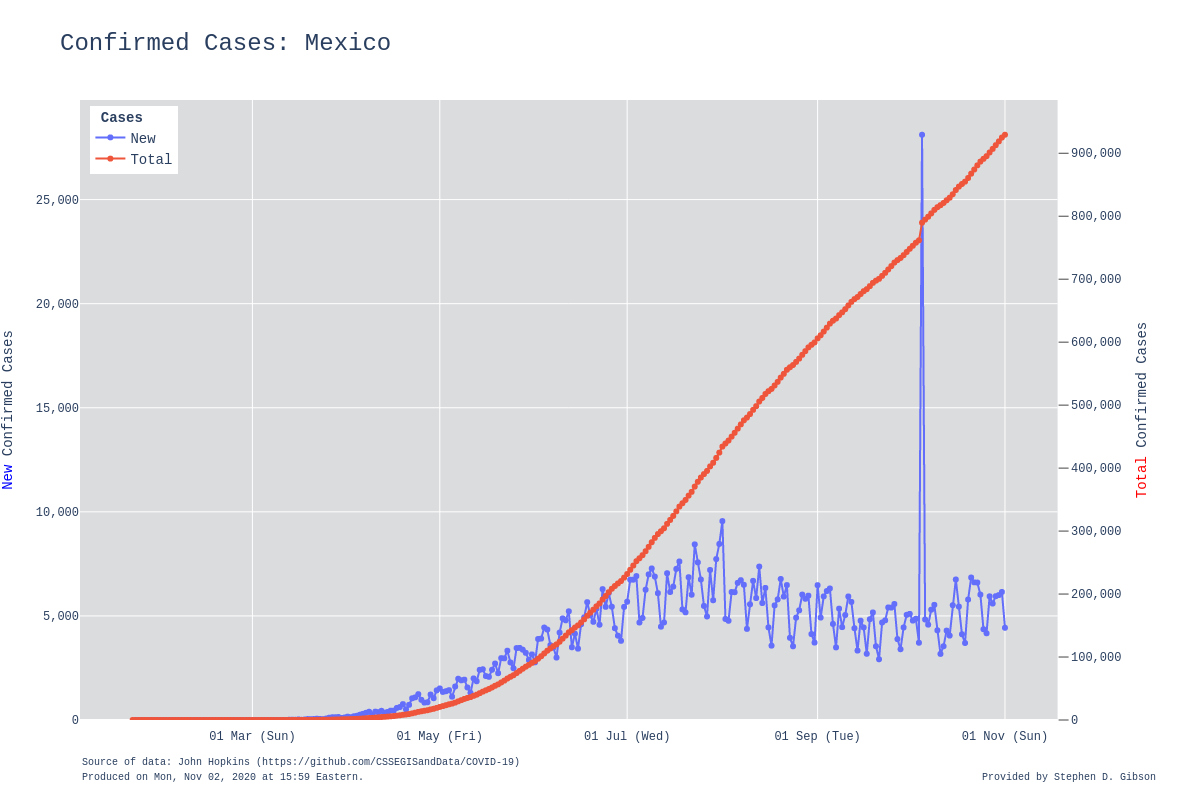 Confirmed Cases: Mexico
Cases
New
Total
25,000
20,000
15,000
10,000
5,000
0
New Confirmed Cases
900,000
800,000
700,000
600,000
500,000
400,000
300,000
200,000
100,000
0
Total Confirmed Cases
01 Mar (Sun)
01 May (Fri)
01 Jul (Wed)
01 Sep (Tue)
01 Nov (Sun)
Source of data: John Hopkins (https://github.com/CSSEGISandData/COVID-19)
Produced on Mon, Nov 02, 2020 at 15:59 Eastern.
Provided by Stephen D. Gibson